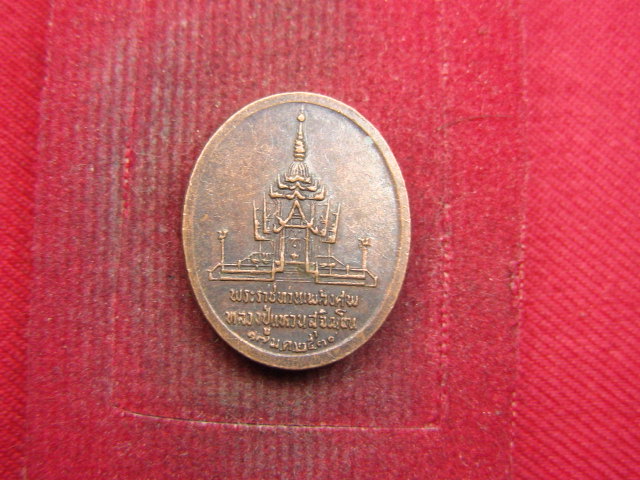 พระราชทานเพลิงศพ
หลวงปู่แหวน สุจิณฺโณ
๑๗ ม.ค. ๒๕๓๐